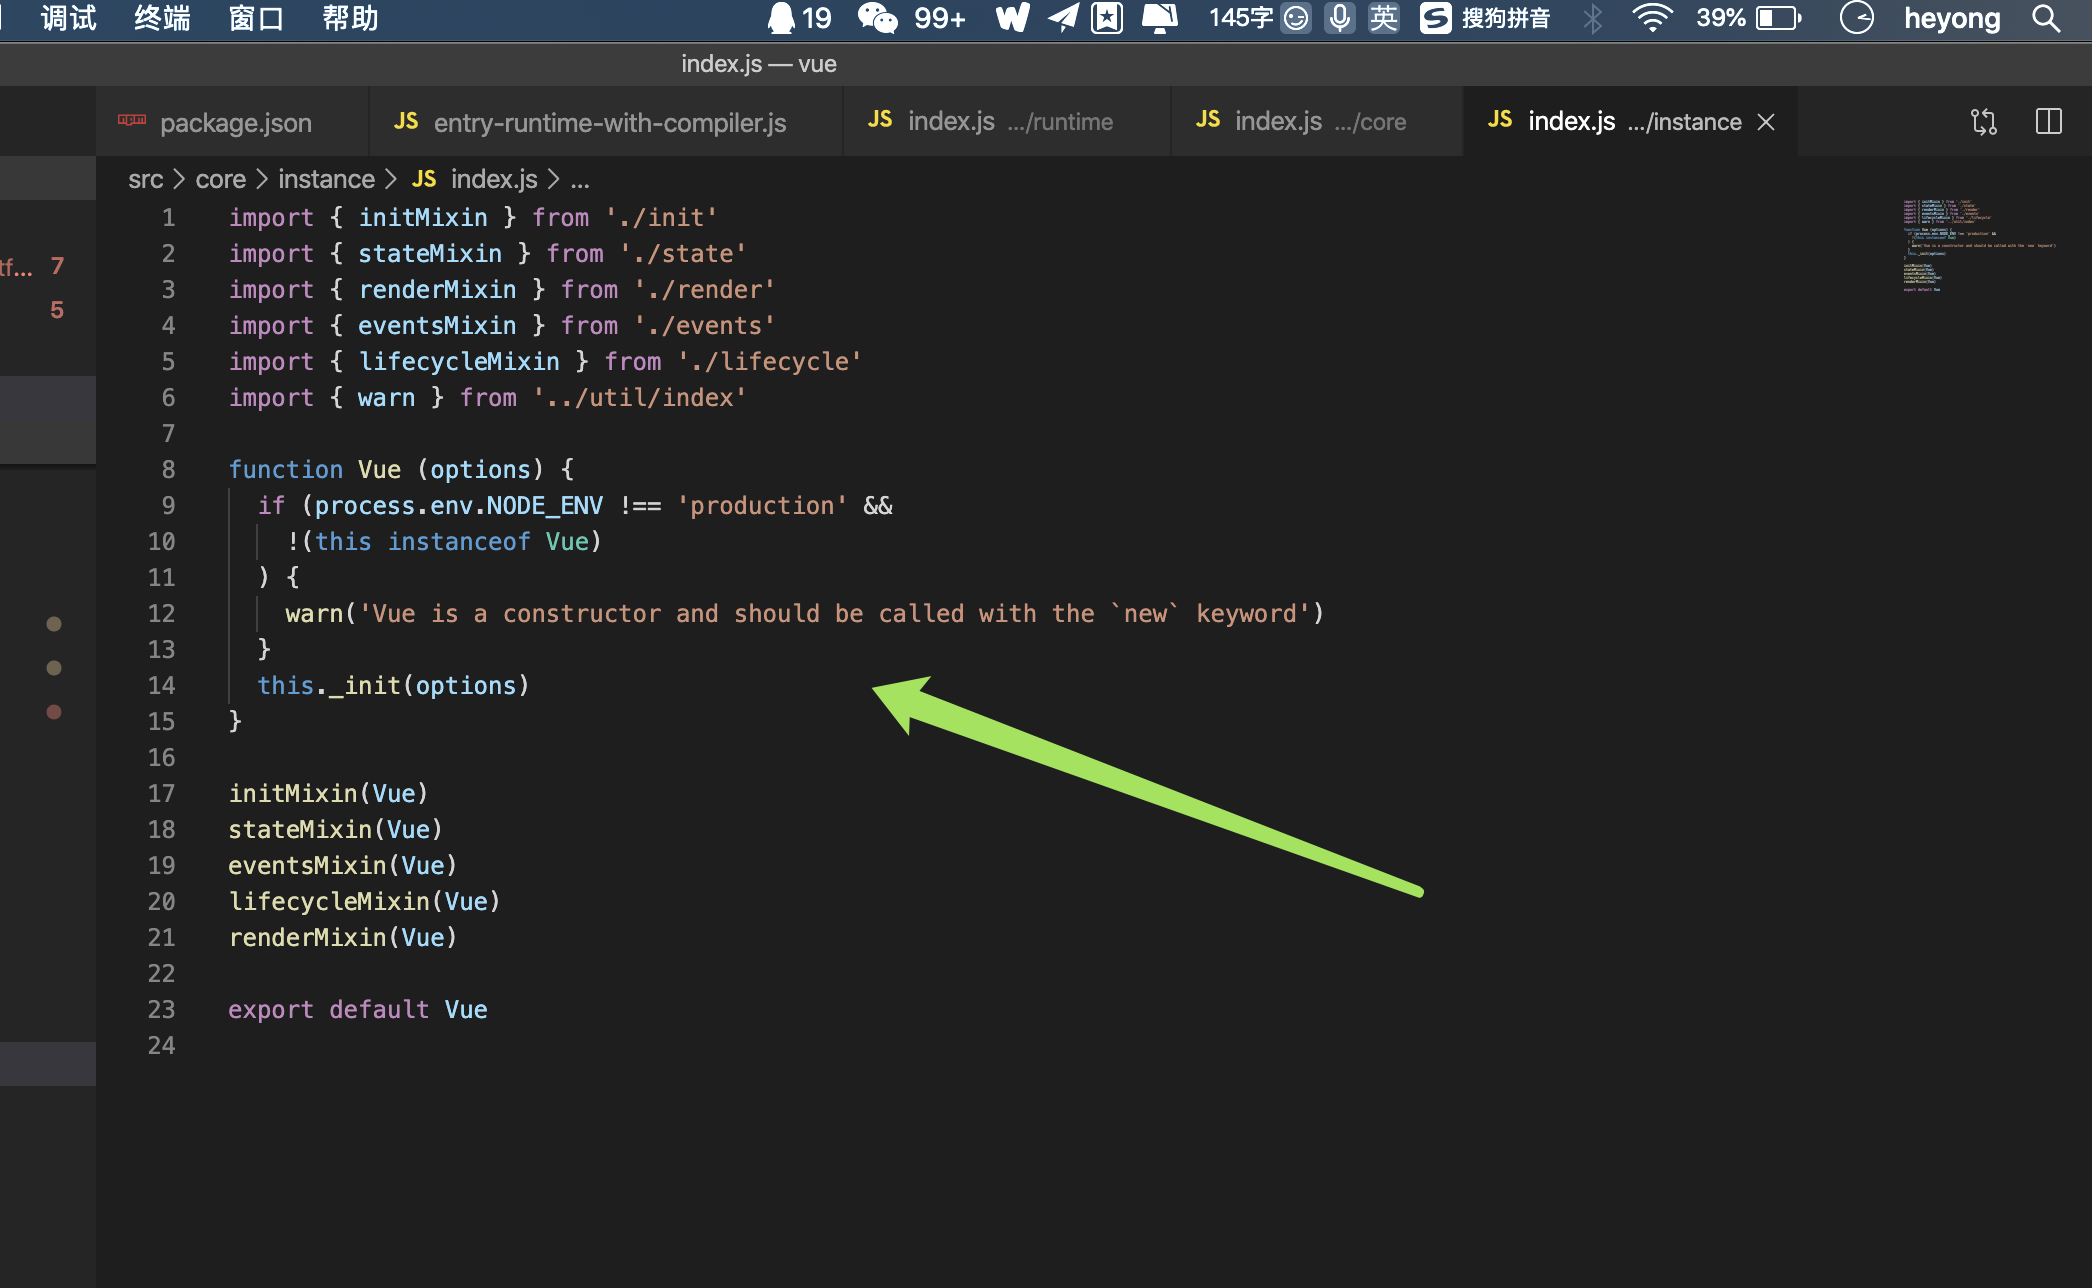 调试 终端 窗口 帮助 19 99+ 145字 英 搜狗拼音 39% heyong
index.js — vue
package.json JS entry-runtime-with-compiler.js JS index.js .../runtime JS index.js .../core JS index.js .../instance
src > core > instance > JS index.js > ...
1 import { initMixin } from './init'
2 import { stateMixin } from './state'
3 import { renderMixin } from './render'
4 import { eventsMixin } from './events'
5 import { lifecycleMixin } from './lifecycle'
6 import { warn } from '../util/index'
7
8 function Vue (options) {
9 if (process.env.NODE_ENV !== 'production' &&
10 !(this instanceof Vue)
11 ) {
12 warn('Vue is a constructor and should be called with the `new` keyword')
13 }
14 this._init(options)
15 }
16
17 initMixin(Vue)
18 stateMixin(Vue)
19 eventsMixin(Vue)
20 lifecycleMixin(Vue)
21 renderMixin(Vue)
22
23 export default Vue
24
tf... 7
5